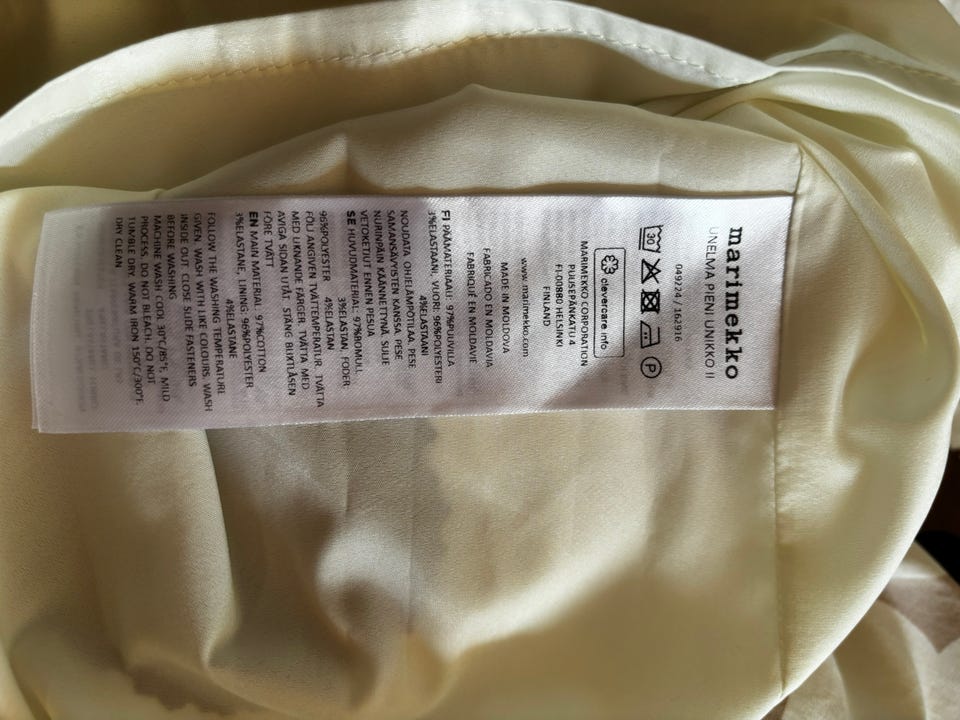 marimekko
UNELMA PIENI UNIKKO II
049224 / 162916
30 P
clevercare info
MARIMEKKO CORPORATION
PUUSEPÄNKATU 4
FI-00880 HELSINKI
FINLAND
www.marimekko.com
MADE IN MOLDOVA
FABRICADO EN MOLDAVIA
FABRIQUÉ EN MOLDAVIE
FI PÄÄMATERIAALI: 97%PUUVILLA
3%ELASTAANI, VUORI: 96%POLYESTERI
4%ELASTAANI
NOUDATA OHJELÄMPÖTILAA. PESE
SAMANSÄVYISTEN KANSSA. PESE
NURINPÄIN KÄÄNNETTYNÄ. SULJE
VETOKETJUT ENNEN PESUA
SE HUVUDMATERIAL: 97%BOMULL
3%ELASTAN, FODER
96%POLYESTER 4%ELASTAN
FÖLJ ANGIVEN TVÄTTEMPERATUR. TVÄTTA
MED LIKNANDE FÄRGER. TVÄTTA MED
AVIGA SIDAN UTÅT. STÄNG BLIXTLÅSEN
FÖRE TVÄTT
EN MAIN MATERIAL: 97%COTTON
3%ELASTANE, LINING: 96%POLYESTER
4%ELASTANE
FOLLOW THE WASHING TEMPERATURE
GIVEN. WASH WITH LIKE COLOURS. WASH
INSIDE OUT. CLOSE SLIDE FASTENERS
BEFORE WASHING
MACHINE WASH COOL 30°C/85°F, MILD
PROCESS. DO NOT BLEACH. DO NOT
TUMBLE DRY. WARM IRON 150°C/300°F.
DRY CLEAN